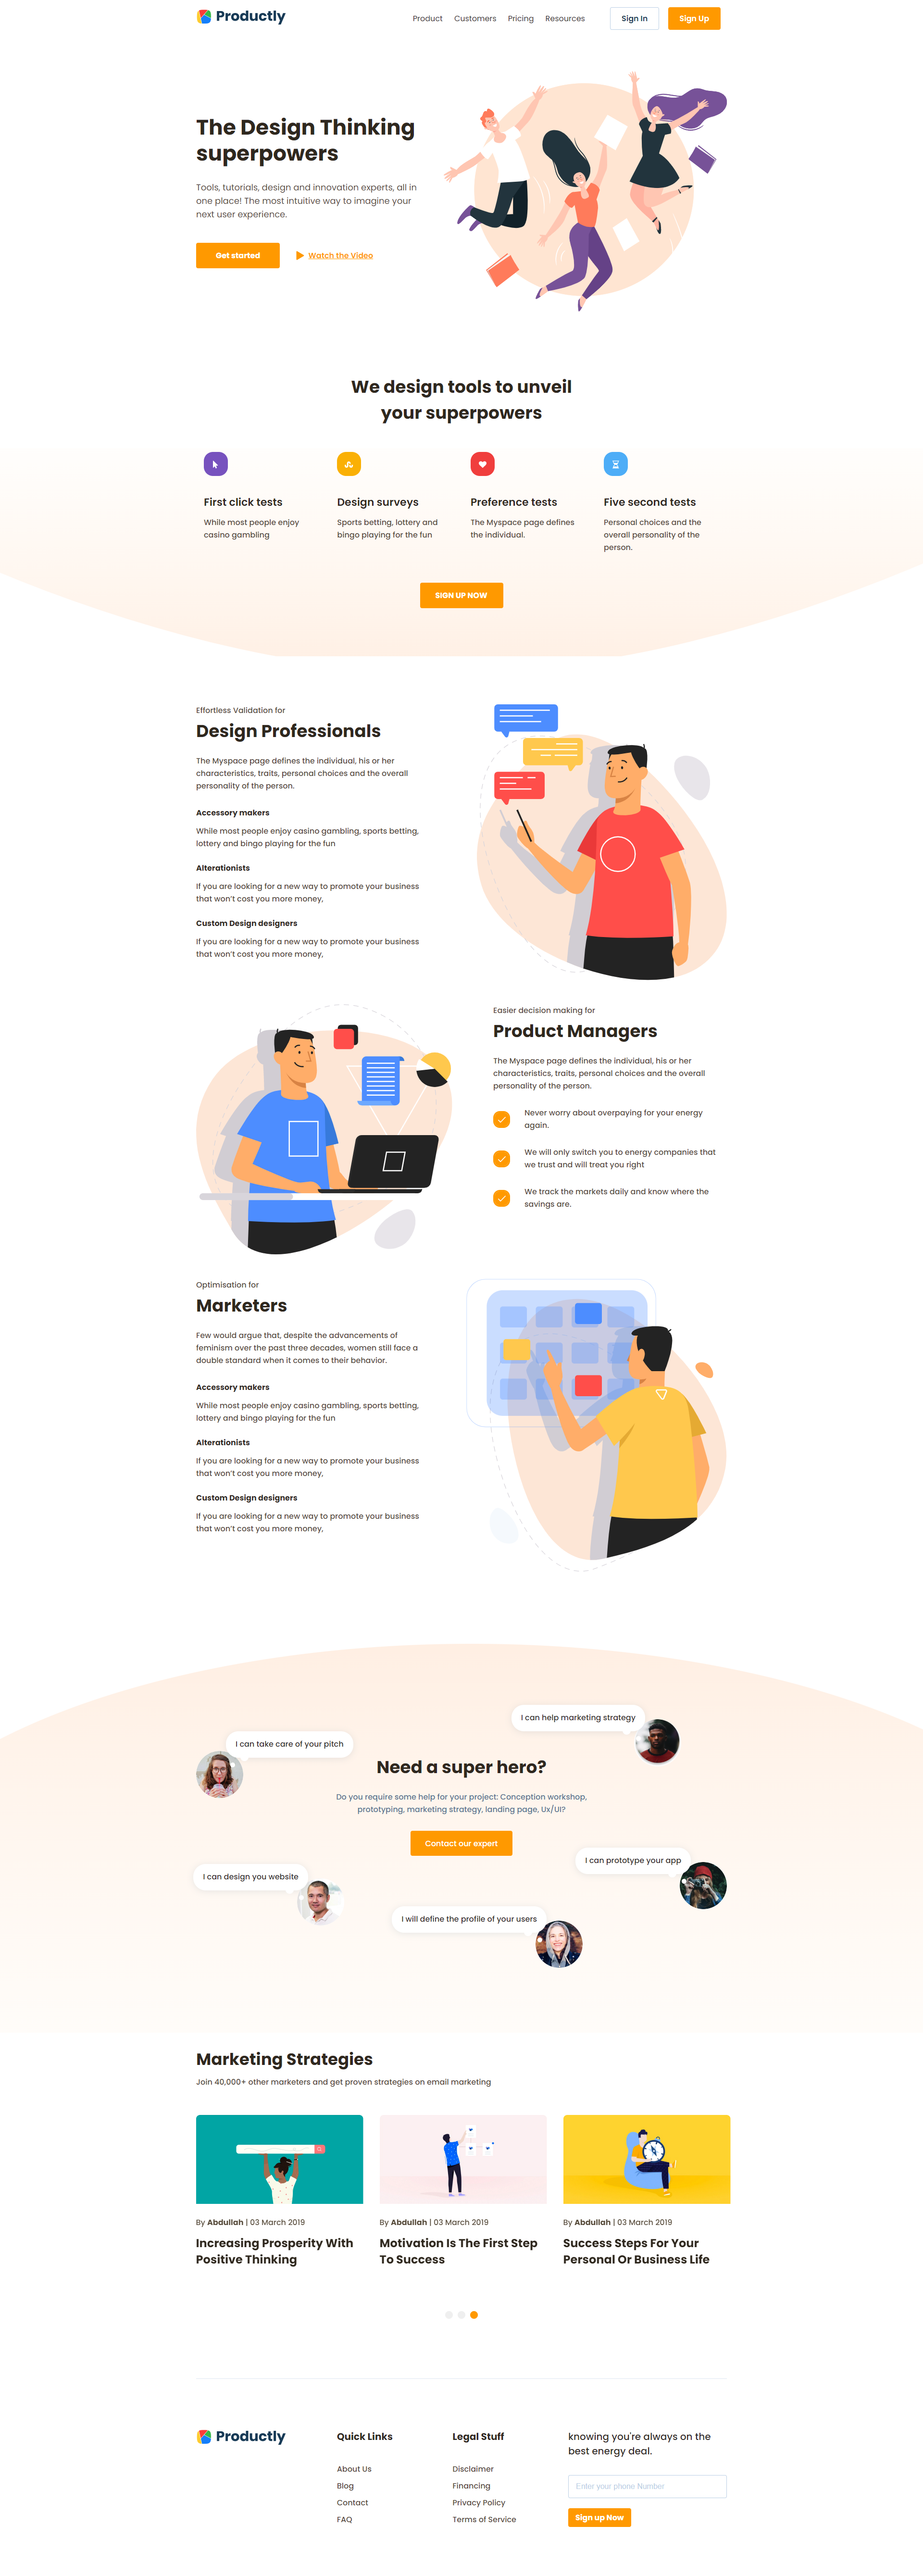 Productly
Product Customers Pricing Resources Sign In Sign Up
The Design Thinking
superpowers
Tools, tutorials, design and innovation experts, all in
one place! The most intuitive way to imagine your
next user experience.
Get started Watch the Video
We design tools to unveil
your superpowers
First click tests
While most people enjoy
casino gambling
Design surveys
Sports betting, lottery and
bingo playing for the fun
Preference tests
The Myspace page defines
the individual.
Five second tests
Personal choices and the
overall personality of the
person.
SIGN UP NOW
Effortless Validation for
Design Professionals
The Myspace page defines the individual, his or her
characteristics, traits, personal choices and the overall
personality of the person.
Accessory makers
While most people enjoy casino gambling, sports betting,
lottery and bingo playing for the fun
Alterationists
If you are looking for a new way to promote your business
that won't cost you more money,
Custom Design designers
If you are looking for a new way to promote your business
that won't cost you more money,
Easier decision making for
Product Managers
The Myspace page defines the individual, his or her
characteristics, traits, personal choices and the overall
personality of the person.
Never worry about overpaying for your energy
again.
We will only switch you to energy companies that
we trust and will treat you right
We track the markets daily and know where the
savings are.
Optimisation for
Marketers
Few would argue that, despite the advancements of
feminism over the past three decades, women still face a
double standard when it comes to their behavior.
Accessory makers
While most people enjoy casino gambling, sports betting,
lottery and bingo playing for the fun
Alterationists
If you are looking for a new way to promote your business
that won't cost you more money,
Custom Design designers
If you are looking for a new way to promote your business
that won't cost you more money,
I can help marketing strategy
I can take care of your pitch
Need a super hero?
Do you require some help for your project: Conception workshop,
prototyping, marketing strategy, landing page, Ux/UI?
Contact our expert
I can prototype your app
I can design you website
I will define the profile of your users
Marketing Strategies
Join 40,000+ other marketers and get proven strategies on email marketing
By Abdullah | 03 March 2019
Increasing Prosperity With
Positive Thinking
By Abdullah | 03 March 2019
Motivation Is The First Step
To Success
By Abdullah | 03 March 2019
Success Steps For Your
Personal Or Business Life
Productly
Quick Links
About Us
Blog
Contact
FAQ
Legal Stuff
Disclaimer
Financing
Privacy Policy
Terms of Service
knowing you're always on the
best energy deal.
Enter your phone Number
Sign up Now